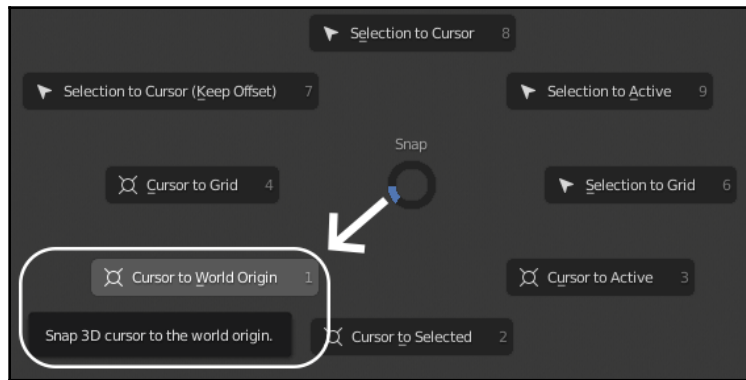 Selection to Cursor 8
Selection to Cursor (Keep Offset) 7
Selection to Active 9
Snap
Cursor to Grid 4
Selection to Grid 6
Cursor to World Origin 1
Cursor to Active 3
Snap 3D cursor to the world origin.
Cursor to Selected 2